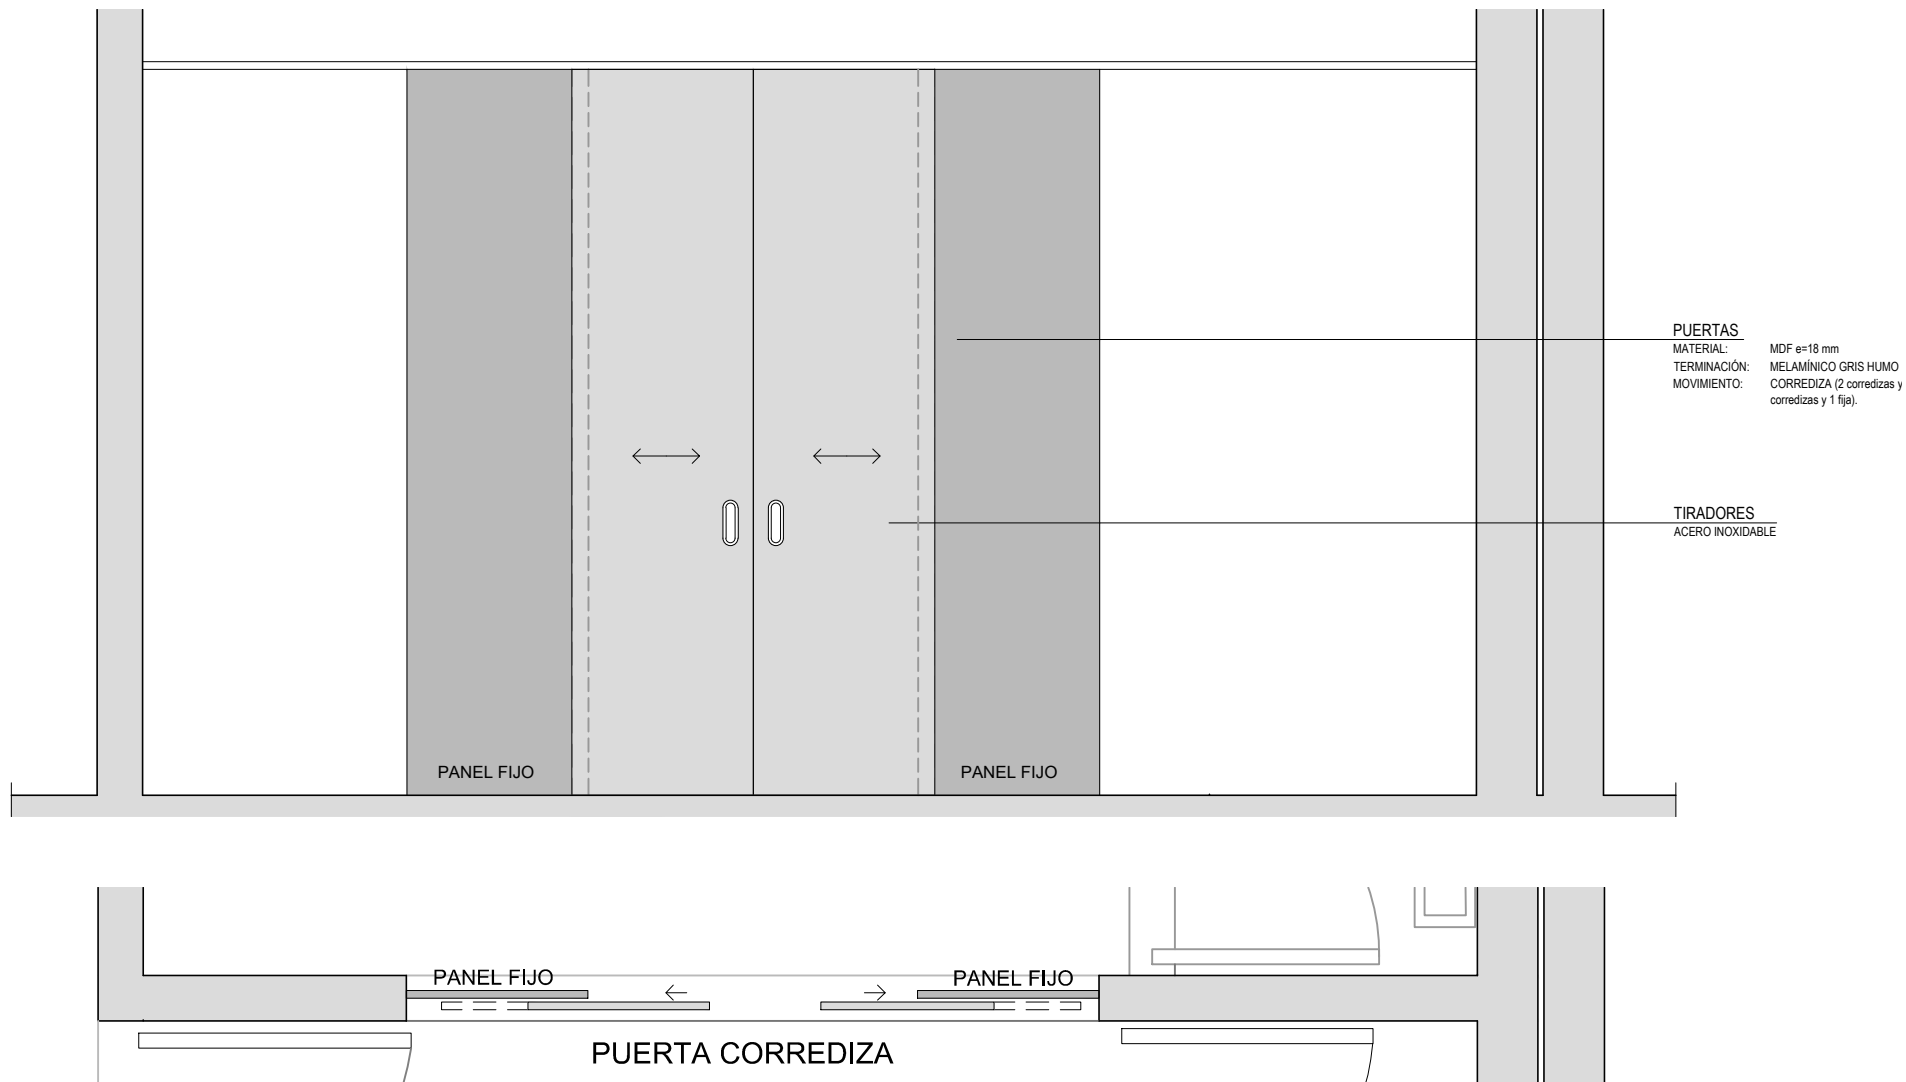 PUERTAS
MATERIAL: MDF e=18 mm
TERMINACIÓN: MELAMÍNICO GRIS HUMO
MOVIMIENTO: CORREDIZA (2 corredizas y
corredizas y 1 fija).
TIRADORES
ACERO INOXIDABLE
PANEL FIJO PANEL FIJO
PANEL FIJO PANEL FIJO
PUERTA CORREDIZA